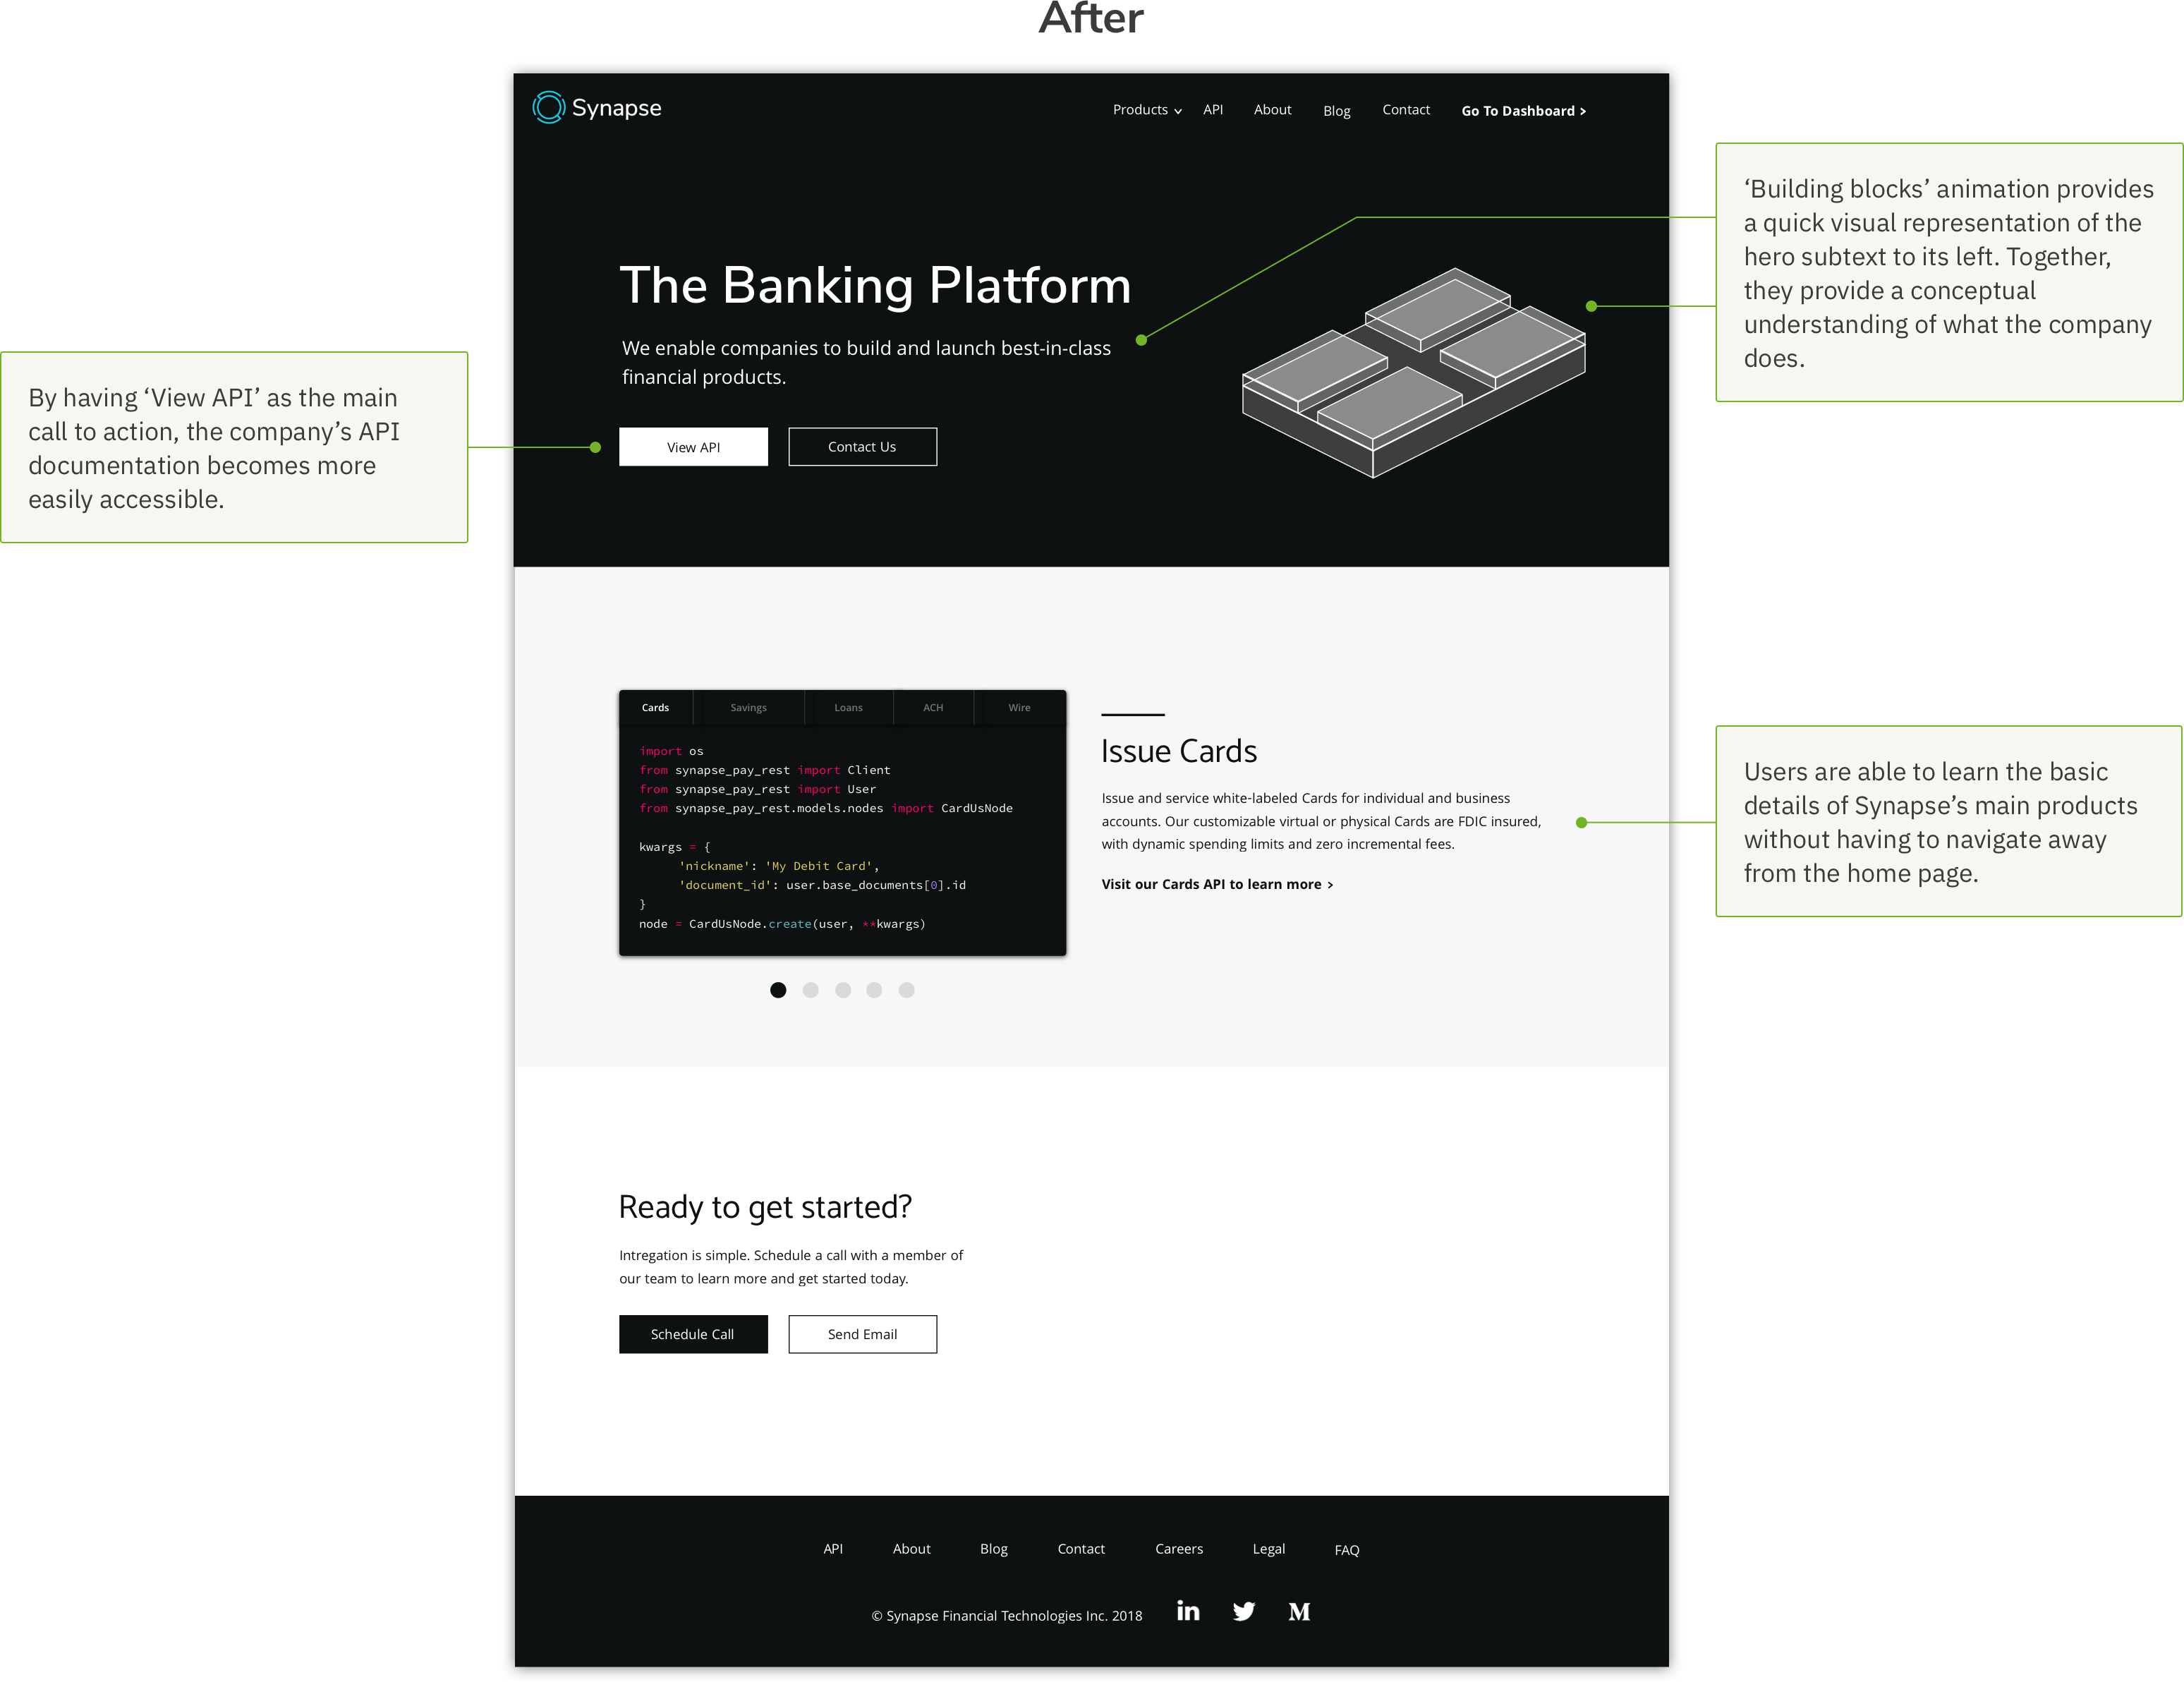 After
Synapse
Products API About Blog Contact Go To Dashboard >
‘Building blocks’ animation provides
a quick visual representation of the
hero subtext to its left. Together,
they provide a conceptual
understanding of what the company
does.
The Banking Platform
We enable companies to build and launch best-in-class
financial products.
View API Contact Us
By having ‘View API’ as the main
call to action, the company’s API
documentation becomes more
easily accessible.
Cards Savings Loans ACH Wire
import os
from synapse_pay_rest import Client
from synapse_pay_rest import User
from synapse_pay_rest.models.nodes import CardUsNode
kwargs = {
'nickname': 'My Debit Card',
'document_id': user.base_documents[0].id
}
node = CardUsNode.create(user, **kwargs)
Issue Cards
Issue and service white-labeled Cards for individual and business
accounts. Our customizable virtual or physical Cards are FDIC insured,
with dynamic spending limits and zero incremental fees.
Visit our Cards API to learn more >
Users are able to learn the basic
details of Synapse’s main products
without having to navigate away
from the home page.
Ready to get started?
Intregation is simple. Schedule a call with a member of
our team to learn more and get started today.
Schedule Call Send Email
API About Blog Contact Careers Legal FAQ
© Synapse Financial Technologies Inc. 2018 in M